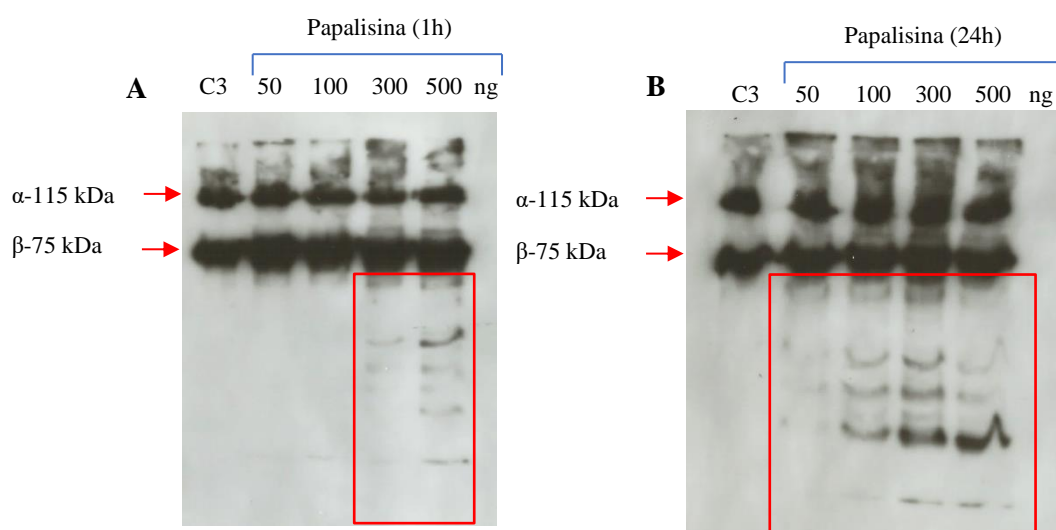 Papalisina (1h)
A C3 50 100 300 500 ng
α-115 kDa
β-75 kDa
Papalisina (24h)
B C3 50 100 300 500 ng
α-115 kDa
β-75 kDa